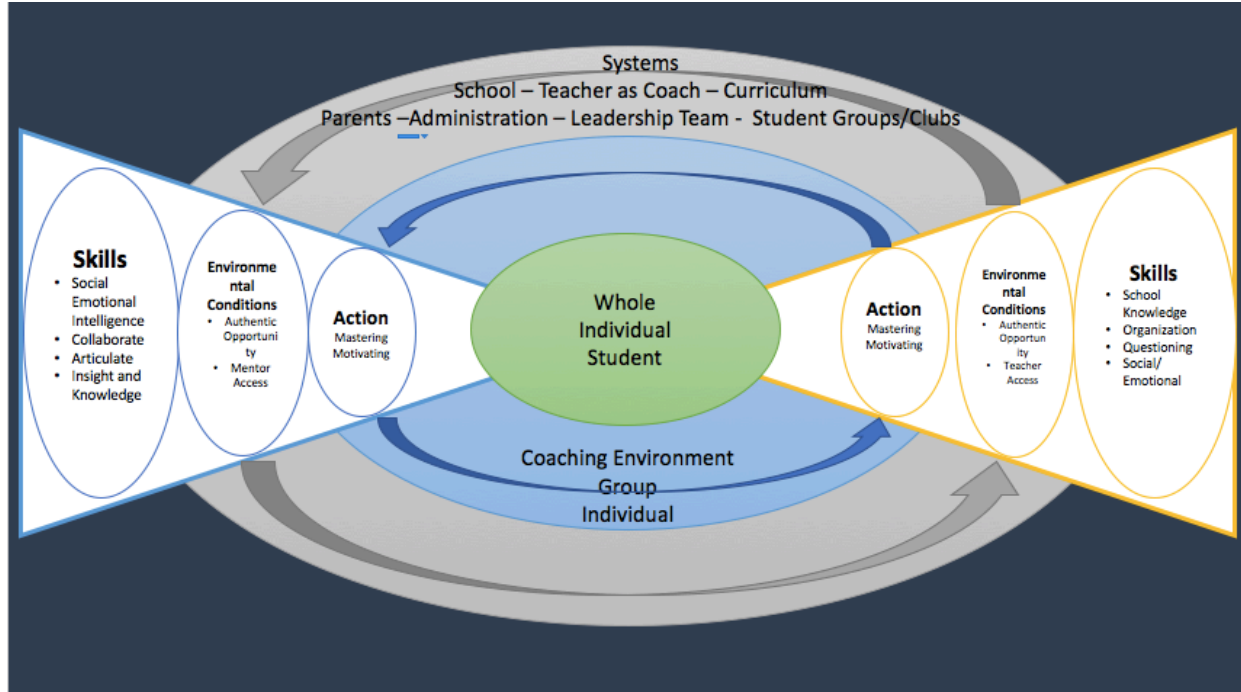 Systems
School – Teacher as Coach – Curriculum
Parents –Administration – Leadership Team - Student Groups/Clubs
Skills
• Social
Emotional
Intelligence
• Collaborate
• Articulate
• Insight and
Knowledge
Environme
ntal
Conditions
• Authentic
Opportuni
ty
• Mentor
Access
Action
Mastering
Motivating
Whole
Individual
Student
Coaching Environment
Group
Individual
Action
Mastering
Motivating
Environme
ntal
Conditions
• Authentic
Opportun
ity
• Teacher
Access
Skills
• School
Knowledge
• Organization
• Questioning
• Social/
Emotional